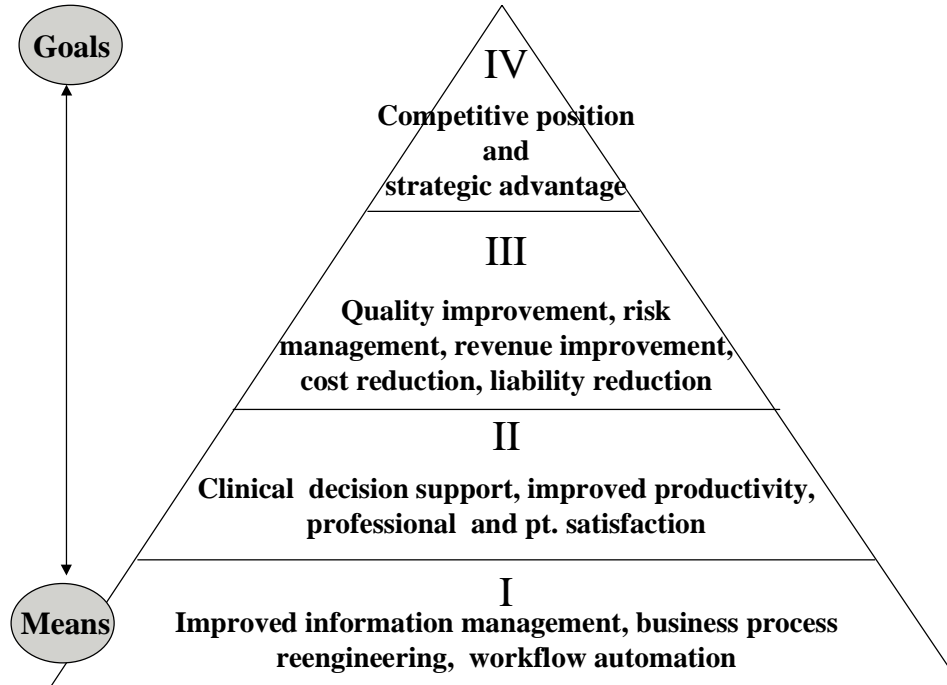 Goals
IV
Competitive position
and
strategic advantage
III
Quality improvement, risk
management, revenue improvement,
cost reduction, liability reduction
II
Clinical decision support, improved productivity,
professional and pt. satisfaction
I
Means
Improved information management, business process
reengineering, workflow automation